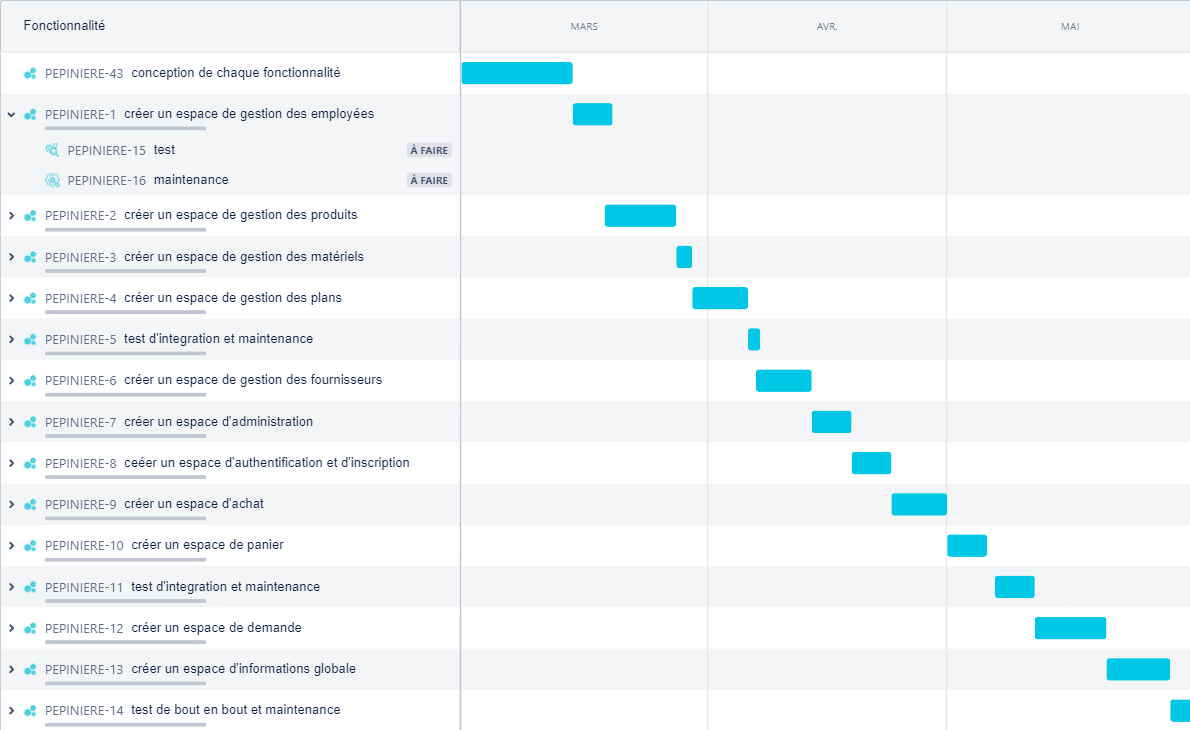 Fonctionnalité MARS AVR. MAI
PEPINIERE-43 conception de chaque fonctionnalité
PEPINIERE-1 créer un espace de gestion des employées
PEPINIERE-15 test À FAIRE
PEPINIERE-16 maintenance À FAIRE
PEPINIERE-2 créer un espace de gestion des produits
PEPINIERE-3 créer un espace de gestion des matériels
PEPINIERE-4 créer un espace de gestion des plans
PEPINIERE-5 test d'integration et maintenance
PEPINIERE-6 créer un espace de gestion des fournisseurs
PEPINIERE-7 créer un espace d'administration
PEPINIERE-8 ceéer un espace d'authentification et d'inscription
PEPINIERE-9 créer un espace d'achat
PEPINIERE-10 créer un espace de panier
PEPINIERE-11 test d'integration et maintenance
PEPINIERE-12 créer un espace de demande
PEPINIERE-13 créer un espace d'informations globale
PEPINIERE-14 test de bout en bout et maintenance